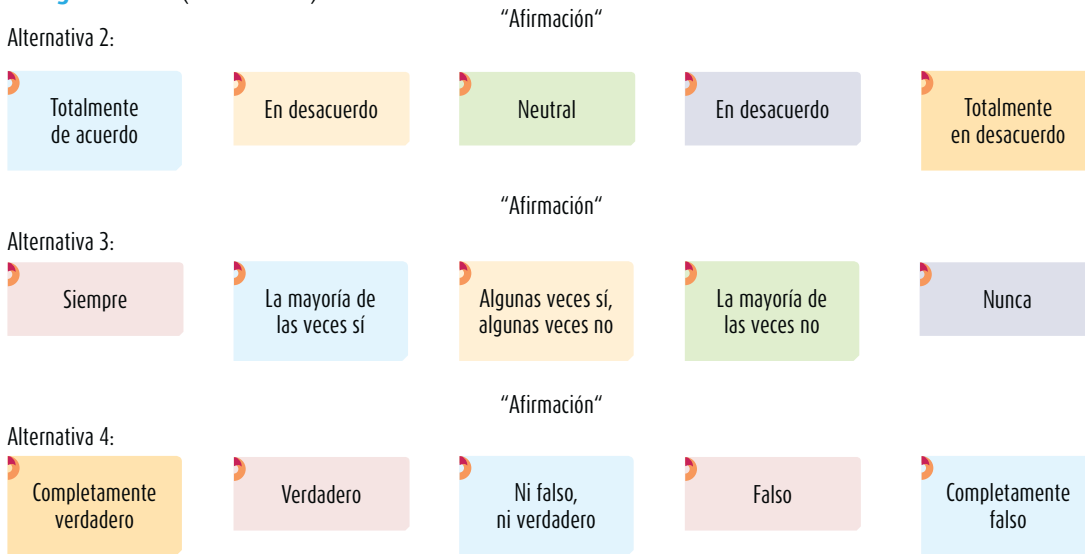 “Afirmación“
Alternativa 2:
Totalmente
de acuerdo
En desacuerdo
Neutral
En desacuerdo
Totalmente
en desacuerdo
“Afirmación“
Alternativa 3:
Siempre
La mayoría de
las veces sí
Algunas veces sí,
algunas veces no
La mayoría de
las veces no
Nunca
“Afirmación“
Alternativa 4:
Completamente
verdadero
Verdadero
Ni falso,
ni verdadero
Falso
Completamente
falso